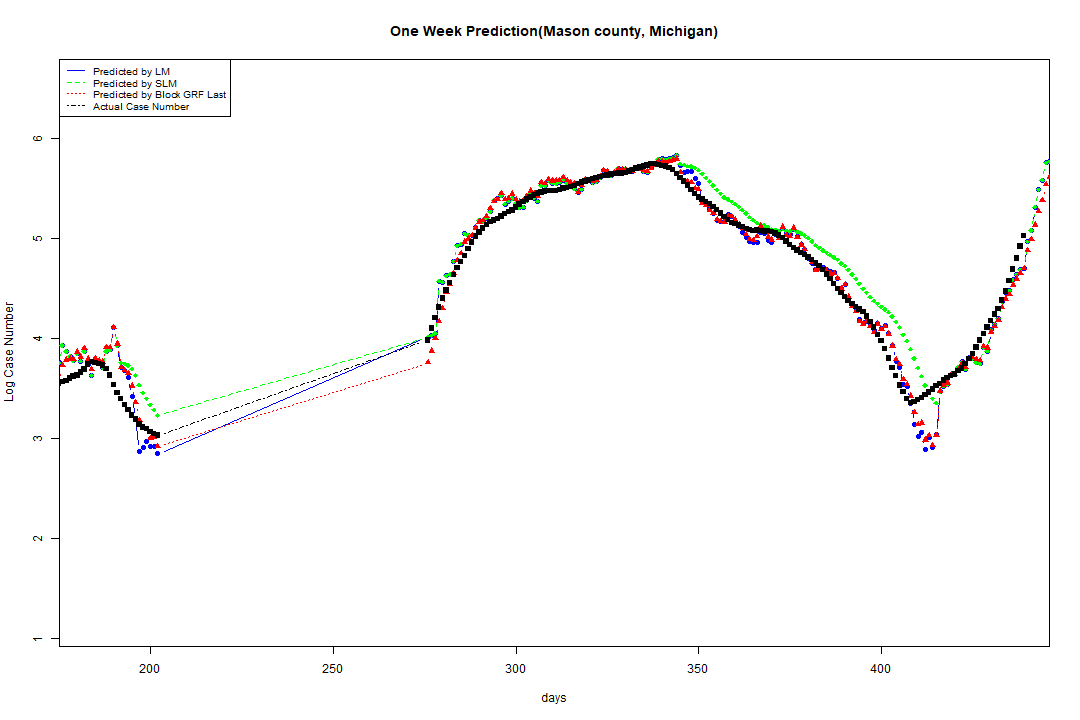 One Week Prediction(Mason county, Michigan)
Predicted by LM
Predicted by SLM
Predicted by Block GRF Last
Actual Case Number
6
5
4
3
2
1
Log Case Number
200 250 300 350 400
days